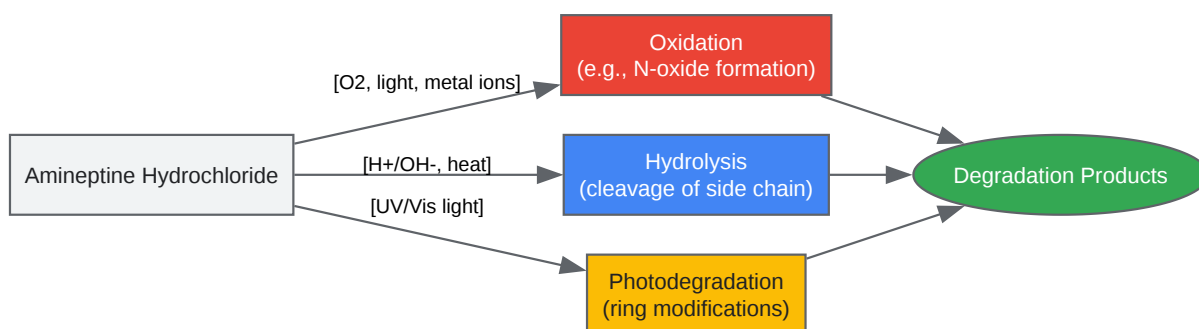 Oxidation
(e.g., N-oxide formation)
[O2, light, metal ions]
Amineptine Hydrochloride
[H+/OH-, heat]
Hydrolysis
(cleavage of side chain)
Degradation Products
[UV/Vis light]
Photodegradation
(ring modifications)